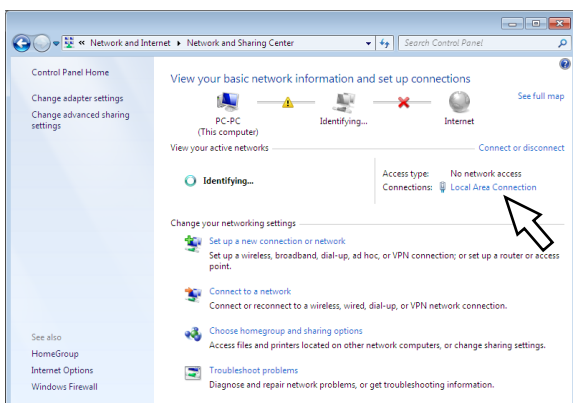 « Network and Internet ▸ Network and Sharing Center
Search Control Panel
Control Panel Home
Change adapter settings
Change advanced sharing
settings
See also
HomeGroup
Internet Options
Windows Firewall
View your basic network information and set up connections
See full map
PC-PC
(This computer)
Identifying...
Internet
View your active networks
Connect or disconnect
Identifying...
Access type: No network access
Connections: Local Area Connection
Change your networking settings
Set up a new connection or network
Set up a wireless, broadband, dial-up, ad hoc, or VPN connection; or set up a router or access
point.
Connect to a network
Connect or reconnect to a wireless, wired, dial-up, or VPN network connection.
Choose homegroup and sharing options
Access files and printers located on other network computers, or change sharing settings.
Troubleshoot problems
Diagnose and repair network problems, or get troubleshooting information.